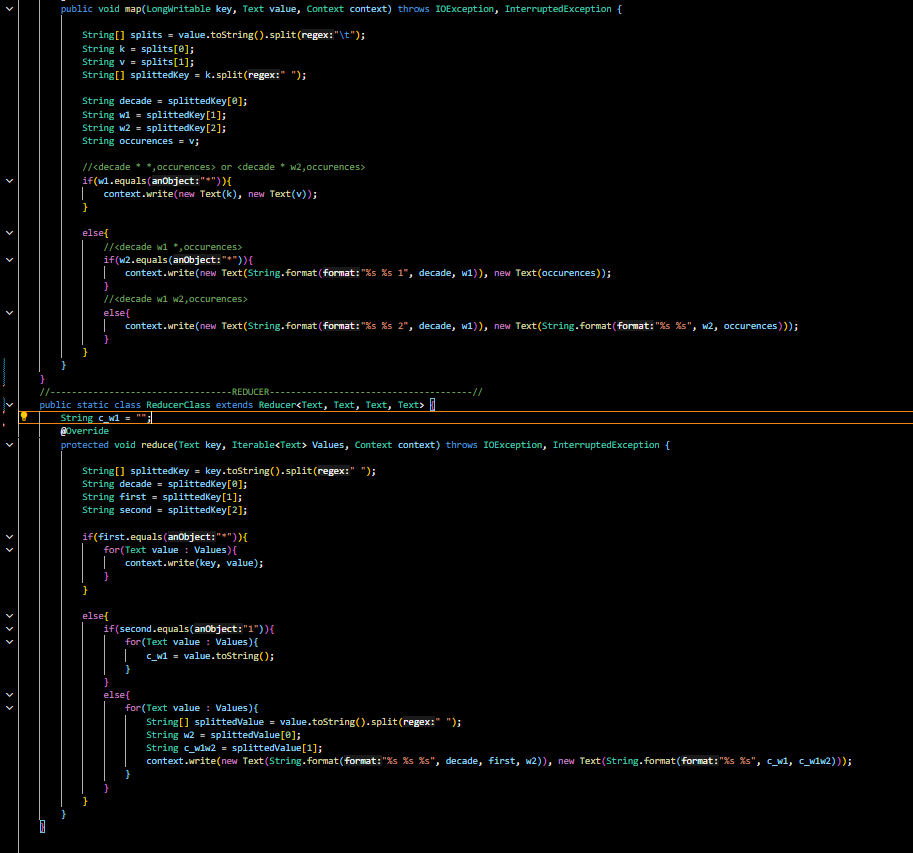 public void map(LongWritable key, Text value, Context context) throws IOException, InterruptedException {
String[] splits = value.toString().split(regex:"\t");
String k = splits[0];
String v = splits[1];
String[] splittedKey = k.split(regex:" ");
String decade = splittedKey[0];
String w1 = splittedKey[1];
String w2 = splittedKey[2];
String occurences = v;
//<decade * *,occurences> or <decade * w2,occurences>
if(w1.equals(anObject:"*")){
context.write(new Text(k), new Text(v));
}
else{
//<decade w1 *,occurences>
if(w2.equals(anObject:"*")){
context.write(new Text(String.format(format:"%s %s 1", decade, w1)), new Text(occurences));
}
//<decade w1 w2,occurences>
else{
context.write(new Text(String.format(format:"%s %s 2", decade, w1)), new Text(String.format(format:"%s %s", w2, occurences)));
}
}
}
}
//----------------------------------REDUCER--------------------------------------//
public static class ReducerClass extends Reducer<Text, Text, Text, Text> {
String c_w1 = "";
@Override
protected void reduce(Text key, Iterable<Text> Values, Context context) throws IOException, InterruptedException {
String[] splittedKey = key.toString().split(regex:" ");
String decade = splittedKey[0];
String first = splittedKey[1];
String second = splittedKey[2];
if(first.equals(anObject:"*")){
for(Text value : Values){
context.write(key, value);
}
}
else{
if(second.equals(anObject:"1")){
for(Text value : Values){
c_w1 = value.toString();
}
}
else{
for(Text value : Values){
String[] splittedValue = value.toString().split(regex:" ");
String w2 = splittedValue[0];
String c_w1w2 = splittedValue[1];
context.write(new Text(String.format(format:"%s %s %s", decade, first, w2)), new Text(String.format(format:"%s %s", c_w1, c_w1w2)));
}
}
}
}
}